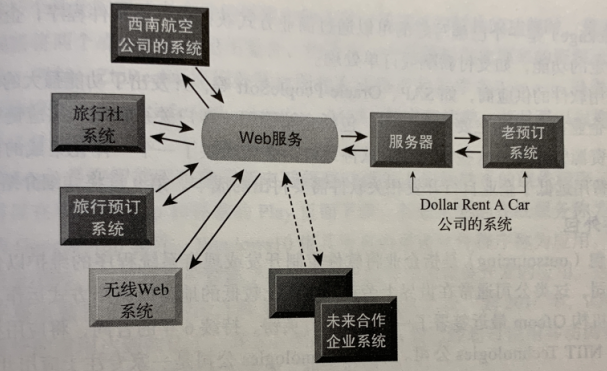 西南航空
公司的系统
旅行社
系统
Web服务
服务器
老预订
系统
旅行预订
系统
Dollar Rent A Car
公司的系统
无线Web
系统
未来合作
企业系统